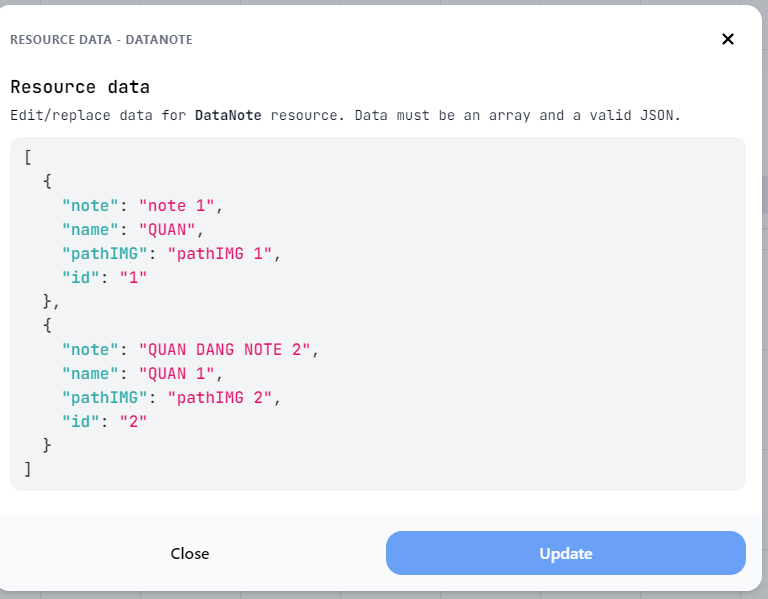 RESOURCE DATA - DATANOTE
Resource data
Edit/replace data for DataNote resource. Data must be an array and a valid JSON.
[
  {
    "note": "note 1",
    "name": "QUAN",
    "pathIMG": "pathIMG 1",
    "id": "1"
  },
  {
    "note": "QUAN DANG NOTE 2",
    "name": "QUAN 1",
    "pathIMG": "pathIMG 2",
    "id": "2"
  }
]
Close
Update